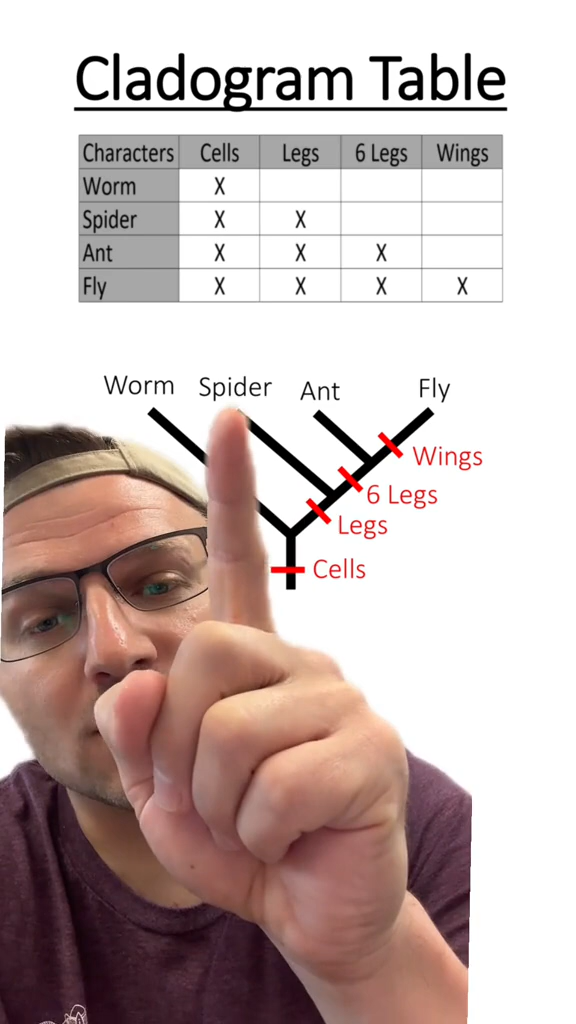 Cladogram Table
Characters Cells Legs 6 Legs Wings
Worm X
Spider X X
Ant X X X
Fly X X X X
Worm Spider Ant Fly
Wings
6 Legs
Legs
Cells